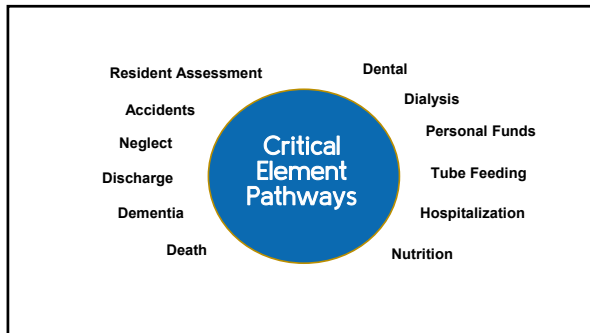 Resident Assessment
Accidents
Neglect
Discharge
Dementia
Death
Critical
Element
Pathways
Dental
Dialysis
Personal Funds
Tube Feeding
Hospitalization
Nutrition